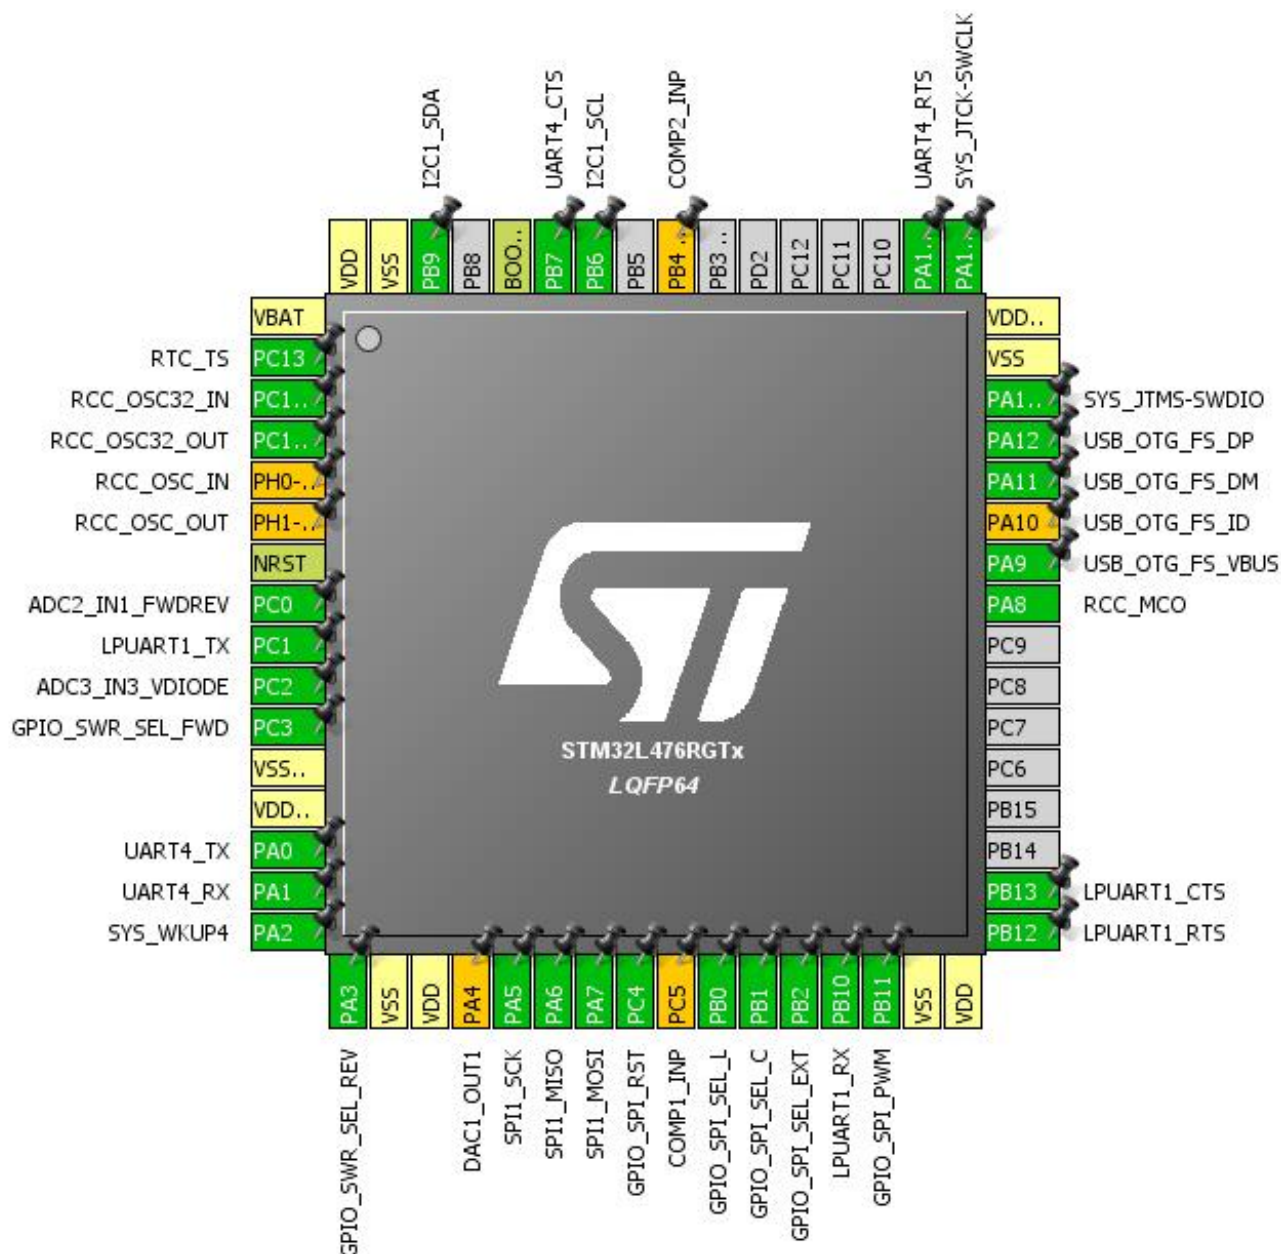 I2C1_SDA
UART4_CTS
I2C1_SCL
COMP2_INP
UART4_RTS
SYS_JTCK-SWCLK
VDD
VSS
PB9
PB8
BOO..
PB7
PB6
PB5
PB4 ..
PB3 ..
PD2
PC12
PC11
PC10
PA1..
PA1..
VBAT
RTC_TS PC13
RCC_OSC32_IN PC1..
RCC_OSC32_OUT PC1..
RCC_OSC_IN PH0-..
RCC_OSC_OUT PH1-..
NRST
ADC2_IN1_FWDREV PC0
LPUART1_TX PC1
ADC3_IN3_VDIODE PC2
GPIO_SWR_SEL_FWD PC3
VSS..
VDD..
UART4_TX PA0
UART4_RX PA1
SYS_WKUP4 PA2
STM32L476RGTx
LQFP64
VDD..
VSS
PA1.. SYS_JTMS-SWDIO
PA12 USB_OTG_FS_DP
PA11 USB_OTG_FS_DM
PA10 USB_OTG_FS_ID
PA9 USB_OTG_FS_VBUS
PA8 RCC_MCO
PC9
PC8
PC7
PC6
PB15
PB14
PB13 LPUART1_CTS
PB12 LPUART1_RTS
PA3
VSS
VDD
PA4
PA5
PA6
PA7
PC4
PC5
PB0
PB1
PB2
PB10
PB11
VSS
VDD
GPIO_SWR_SEL_REV
DAC1_OUT1
SPI1_SCK
SPI1_MISO
SPI1_MOSI
GPIO_SPI_RST
COMP1_INP
GPIO_SPI_SEL_L
GPIO_SPI_SEL_C
GPIO_SPI_SEL_EXT
LPUART1_RX
GPIO_SPI_PWM